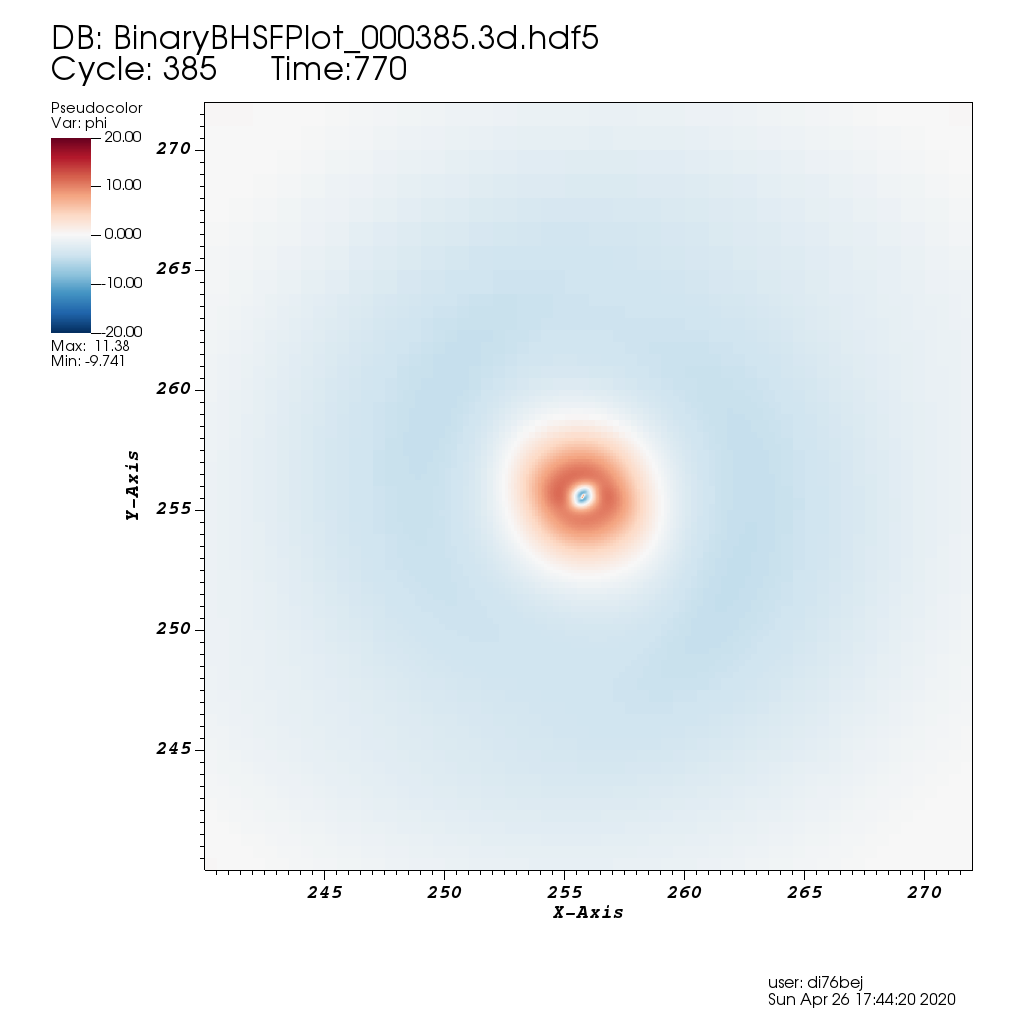 DB: BinaryBHSFPlot_000385.3d.hdf5
Cycle: 385 Time:770
Pseudocolor
Var: phi
20.00
10.00
0.000
-10.00
-20.00
Max: 11.38
Min: -9.741
270
265
260
255
250
245
Y-Axis
245 250 255 260 265 270
X-Axis
user: di76bej
Sun Apr 26 17:44:20 2020